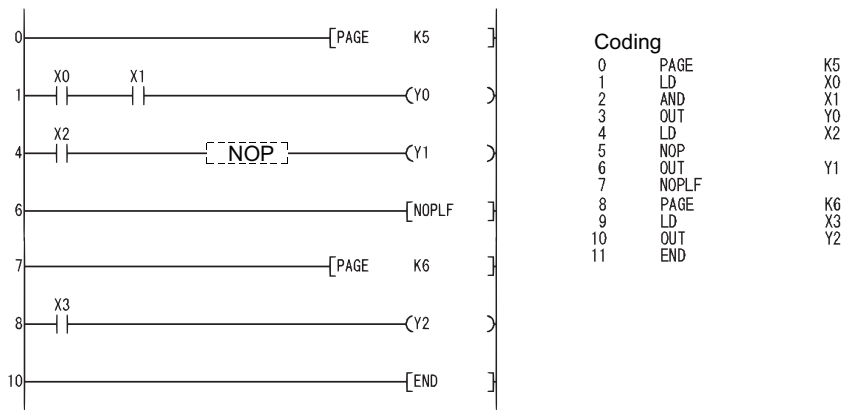 0 PAGE K5
X0 X1
1 Y0
X2
4 NOP Y1
6 NOPLF
7 PAGE K6
X3
8 Y2
10 END
Coding
0 PAGE K5
1 LD X0
2 AND X1
3 OUT Y0
4 LD X2
5 NOP
6 OUT Y1
7 NOPLF
8 PAGE K6
9 LD X3
10 OUT Y2
11 END